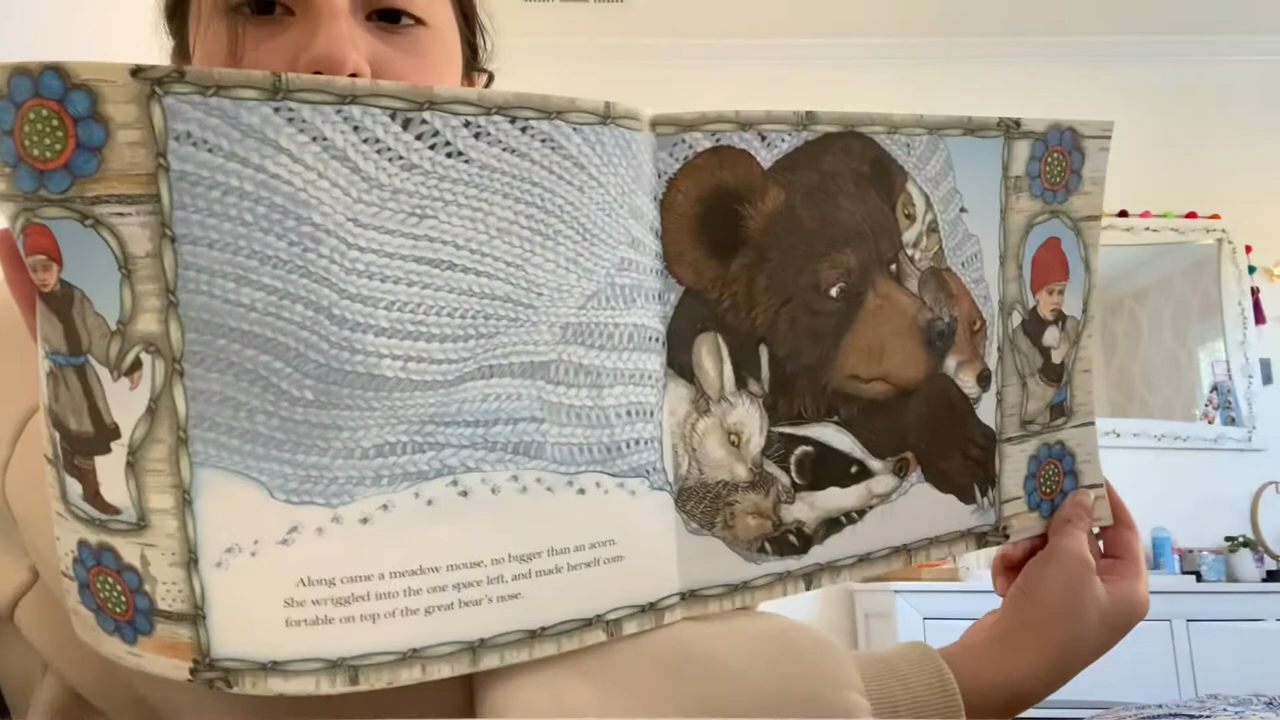 Along came a meadow mouse, no bigger than an acorn.
She wriggled into the one space left, and made herself com-
fortable on top of the great bear's nose.